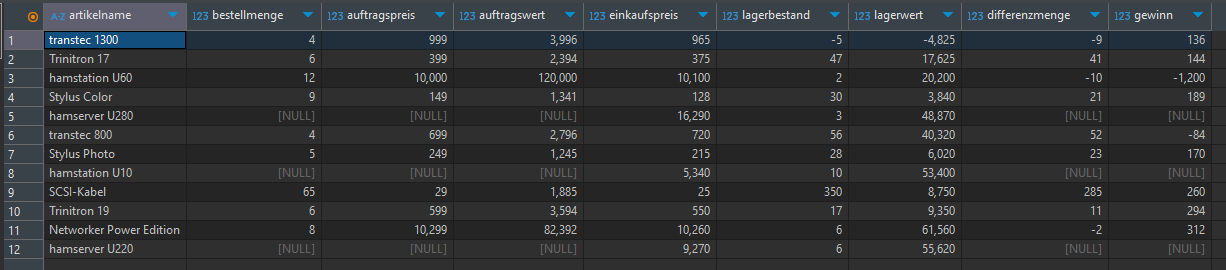 A-Z artikelname 123 bestellmenge 123 auftragspreis 123 auftragswert 123 einkaufspreis 123 lagerbestand 123 lagerwert 123 differenzmenge 123 gewinn
1 transtec 1300 4 999 3,996 965 -5 -4,825 -9 136
2 Trinitron 17 6 399 2,394 375 47 17,625 41 144
3 hamstation U60 12 10,000 120,000 10,100 2 20,200 -10 -1,200
4 Stylus Color 9 149 1,341 128 30 3,840 21 189
5 hamserver U280 [NULL] [NULL] [NULL] 16,290 3 48,870 [NULL] [NULL]
6 transtec 800 4 699 2,796 720 56 40,320 52 -84
7 Stylus Photo 5 249 1,245 215 28 6,020 23 170
8 hamstation U10 [NULL] [NULL] [NULL] 5,340 10 53,400 [NULL] [NULL]
9 SCSI-Kabel 65 29 1,885 25 350 8,750 285 260
10 Trinitron 19 6 599 3,594 550 17 9,350 11 294
11 Networker Power Edition 8 10,299 82,392 10,260 6 61,560 -2 312
12 hamserver U220 [NULL] [NULL] [NULL] 9,270 6 55,620 [NULL] [NULL]